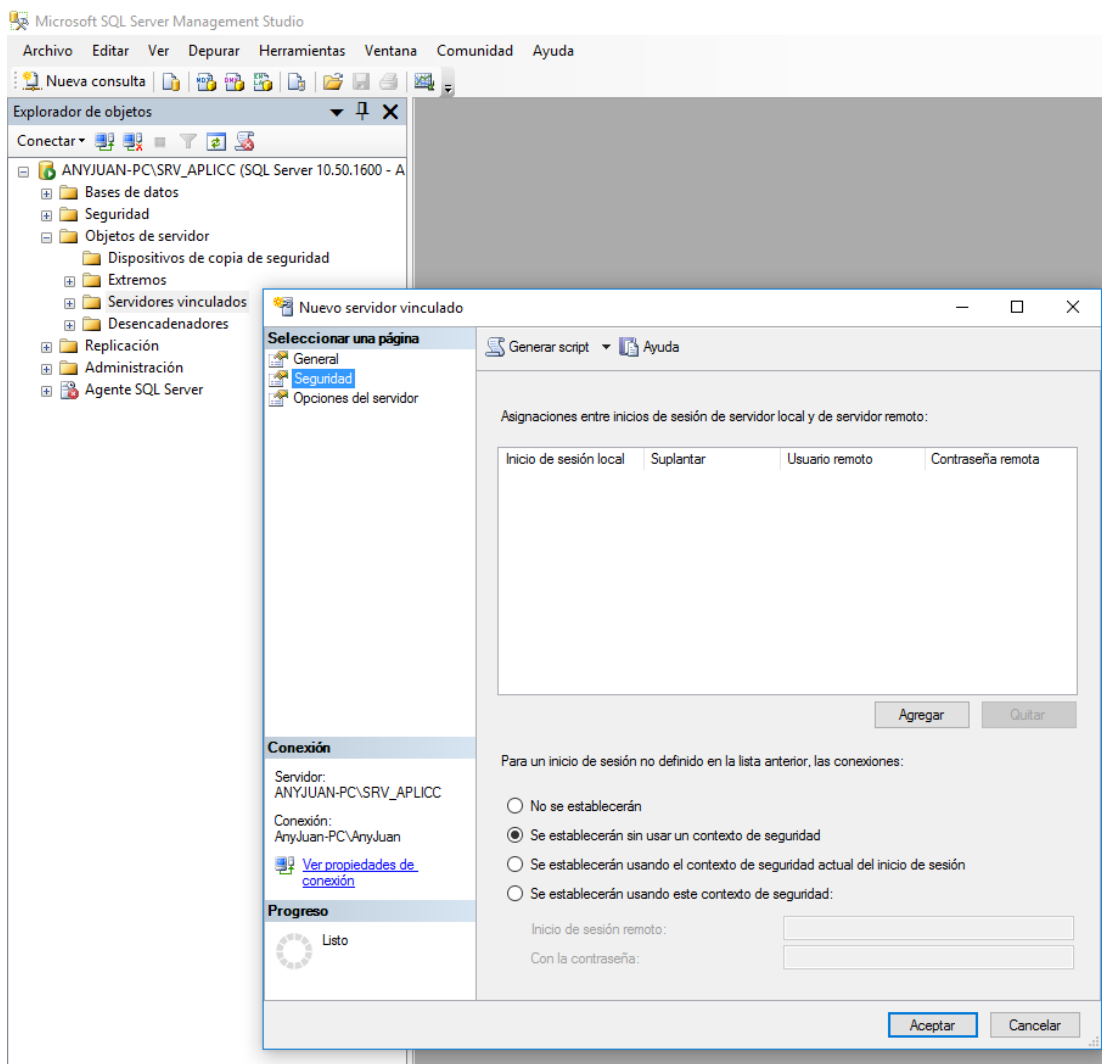 Microsoft SQL Server Management Studio
Archivo Editar Ver Depurar Herramientas Ventana Comunidad Ayuda
Nueva consulta
Explorador de objetos
Conectar
ANYJUAN-PC\SRV_APLICC (SQL Server 10.50.1600 - A
Bases de datos
Seguridad
Objetos de servidor
Dispositivos de copia de seguridad
Extremos
Servidores vinculados
Desencadenadores
Replicación
Administración
Agente SQL Server
Nuevo servidor vinculado
Seleccionar una página
General
Seguridad
Opciones del servidor
Generar script Ayuda
Asignaciones entre inicios de sesión de servidor local y de servidor remoto:
Inicio de sesión local Suplantar Usuario remoto Contraseña remota
Agregar Quitar
Conexión
Servidor:
ANYJUAN-PC\SRV_APLICC
Conexión:
AnyJuan-PC\AnyJuan
Ver propiedades de
conexión
Progreso
Listo
Para un inicio de sesión no definido en la lista anterior, las conexiones:
No se establecerán
Se establecerán sin usar un contexto de seguridad
Se establecerán usando el contexto de seguridad actual del inicio de sesión
Se establecerán usando este contexto de seguridad:
Inicio de sesión remoto:
Con la contraseña:
Aceptar Cancelar